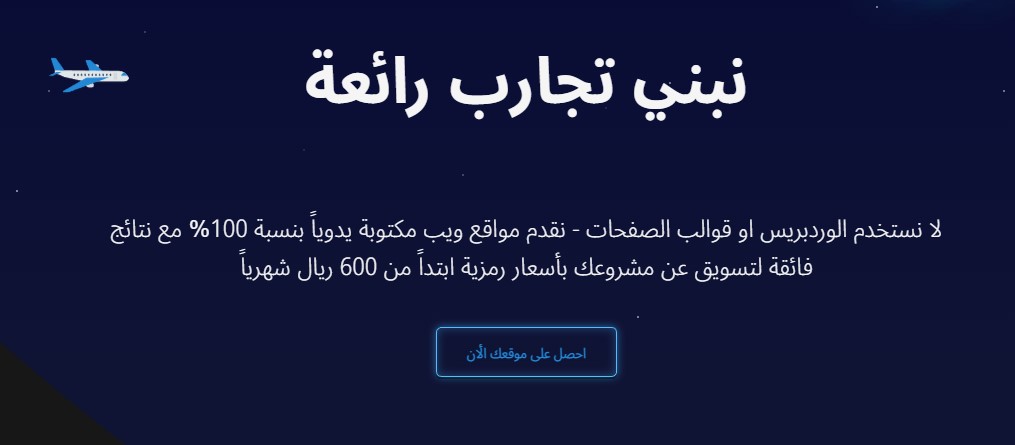 نبني تجارب رائعة
لا نستخدم الوردبريس او قوالب الصفحات - نقدم مواقع ويب مكتوبة يدوياً بنسبة 100% مع نتائج
فائقة لتسويق عن مشروعك بأسعار رمزية ابتداً من 600 ريال شهرياً
احصل على موقعك الأن